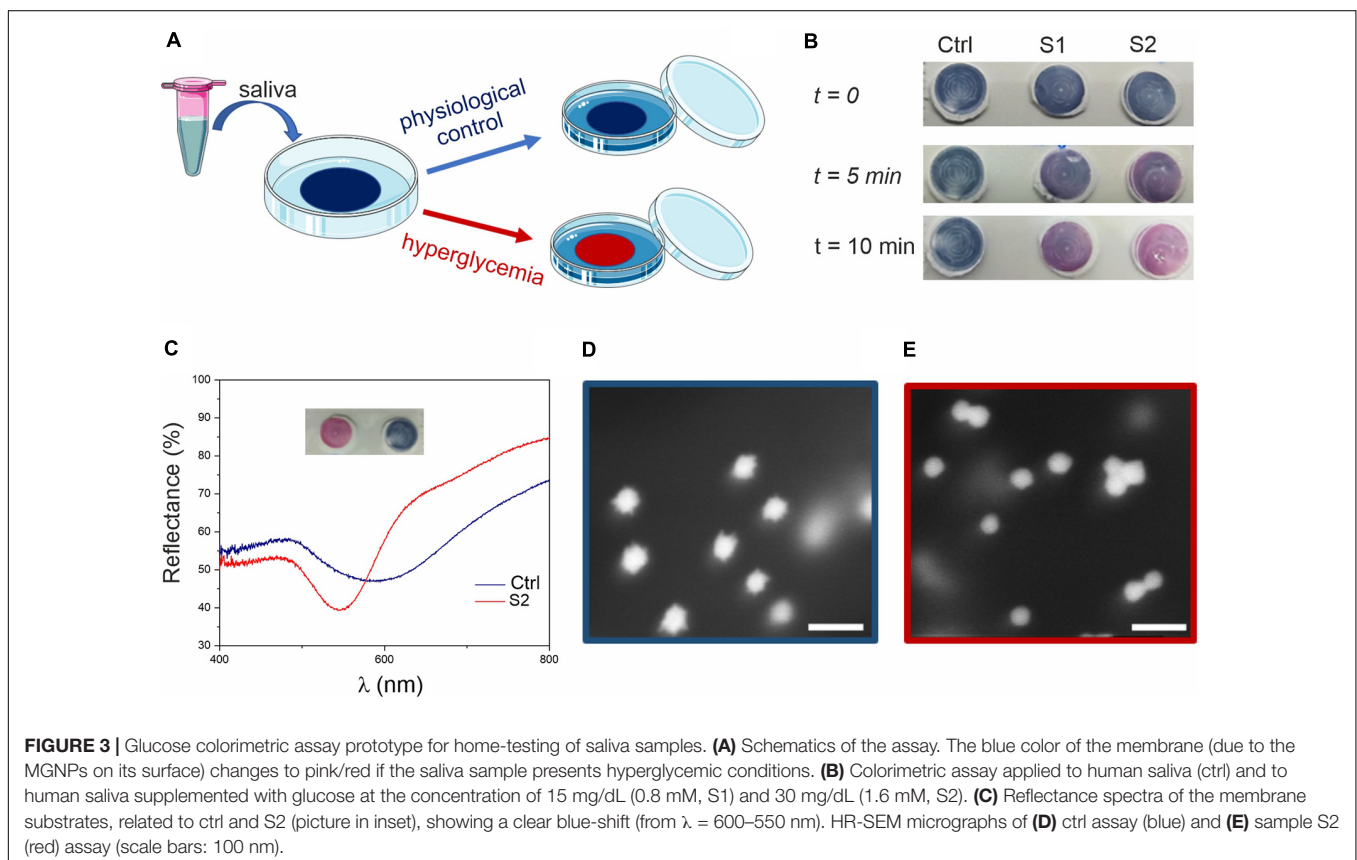 A
saliva
physiological
control
hyperglycemia
B
Ctrl S1 S2
t = 0
t = 5 min
t = 10 min
C
100
90
80
70
60
50
40
30
Reflectance (%)
Ctrl
S2
400 600 800
λ (nm)
D
E
FIGURE 3 | Glucose colorimetric assay prototype for home-testing of saliva samples. (A) Schematics of the assay. The blue color of the membrane (due to the
MGNPs on its surface) changes to pink/red if the saliva sample presents hyperglycemic conditions. (B) Colorimetric assay applied to human saliva (ctrl) and to
human saliva supplemented with glucose at the concentration of 15 mg/dL (0.8 mM, S1) and 30 mg/dL (1.6 mM, S2). (C) Reflectance spectra of the membrane
substrates, related to ctrl and S2 (picture in inset), showing a clear blue-shift (from λ = 600–550 nm). HR-SEM micrographs of (D) ctrl assay (blue) and (E) sample S2
(red) assay (scale bars: 100 nm).